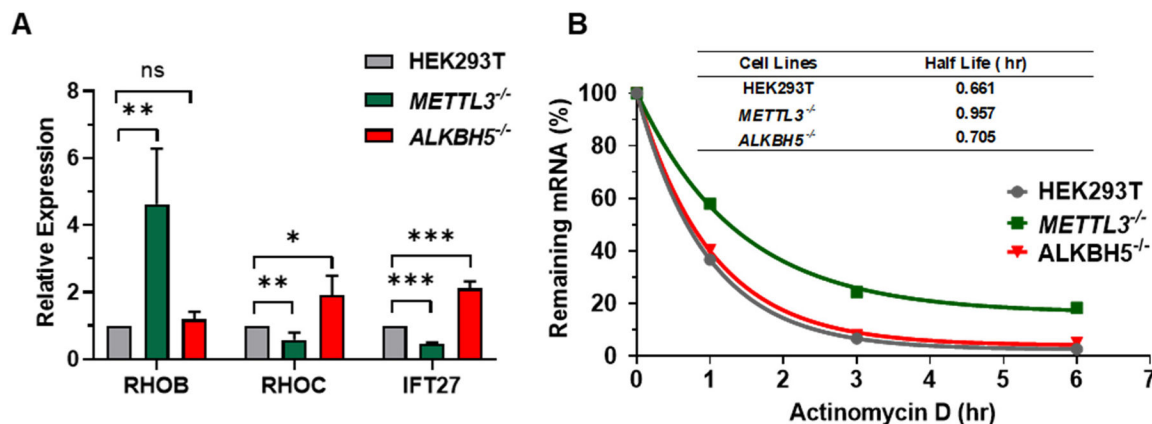 A
HEK293T
METTL3-/-
ALKBH5-/-
ns
**
**
*
***
***
Relative Expression
8
6
4
2
0
RHOB
RHOC
IFT27
B
Cell Lines Half Life ( hr)
HEK293T 0.661
METTL3-/- 0.957
ALKBH5-/- 0.705
HEK293T
METTL3-/-
ALKBH5-/-
Remaining mRNA (%)
100
80
60
40
20
0
0 1 2 3 4 5 6 7
Actinomycin D (hr)